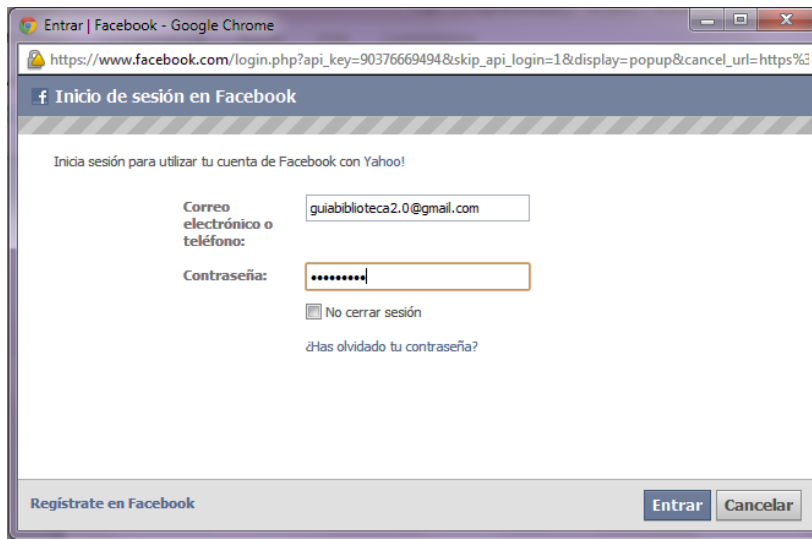 Entrar | Facebook - Google Chrome
https://www.facebook.com/login.php?api_key=90376669494&skip_api_login=1&display=popup&cancel_url=https%3
f Inicio de sesión en Facebook
Inicia sesión para utilizar tu cuenta de Facebook con Yahoo!
Correo
electrónico o
teléfono:
guiabiblioteca2.0@gmail.com
Contraseña:
•••••••••
No cerrar sesión
¿Has olvidado tu contraseña?
Regístrate en Facebook
Entrar
Cancelar